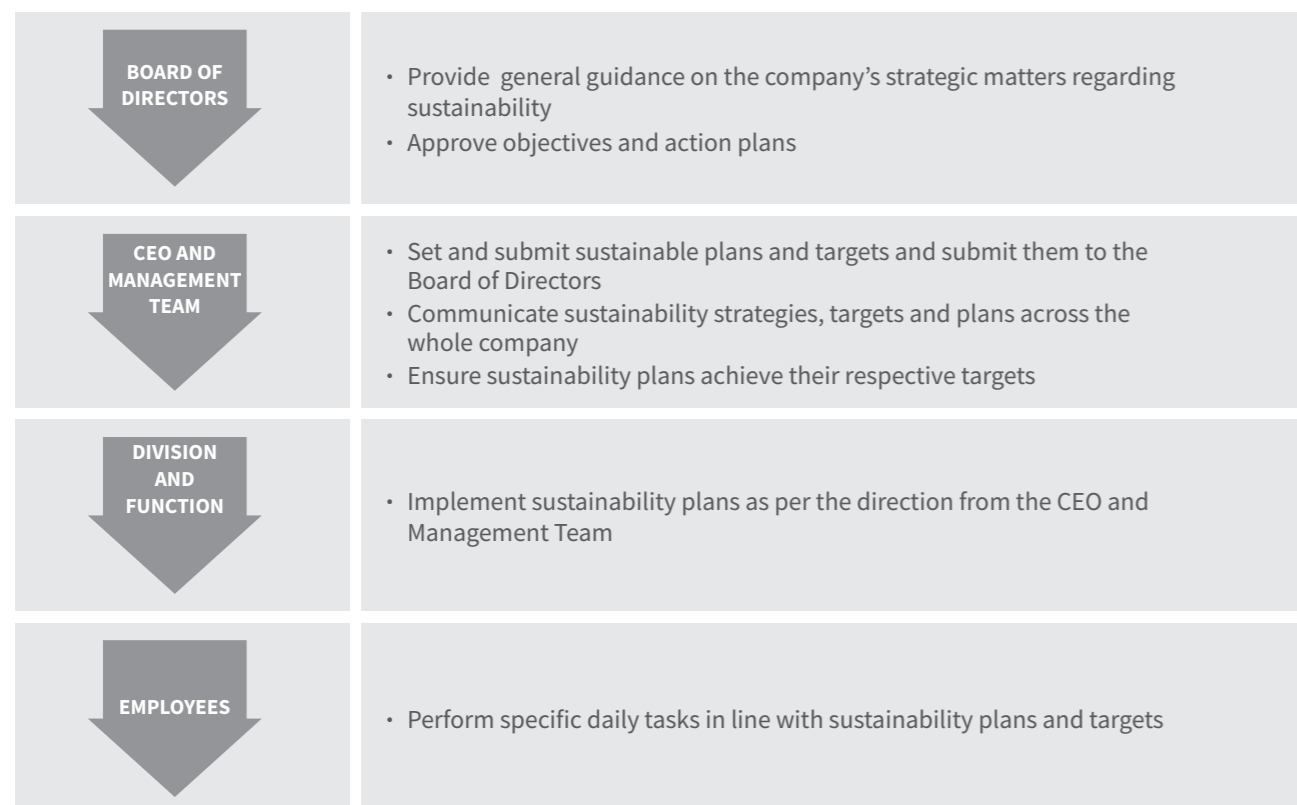 BOARD OF
DIRECTORS
• Provide  general guidance on the company’s strategic matters regarding
sustainability
• Approve objectives and action plans
CEO AND
MANAGEMENT
TEAM
• Set and submit sustainable plans and targets and submit them to the
Board of Directors
• Communicate sustainability strategies, targets and plans across the
whole company
• Ensure sustainability plans achieve their respective targets
DIVISION
AND
FUNCTION
• Implement sustainability plans as per the direction from the CEO and
Management Team
EMPLOYEES
• Perform specific daily tasks in line with sustainability plans and targets